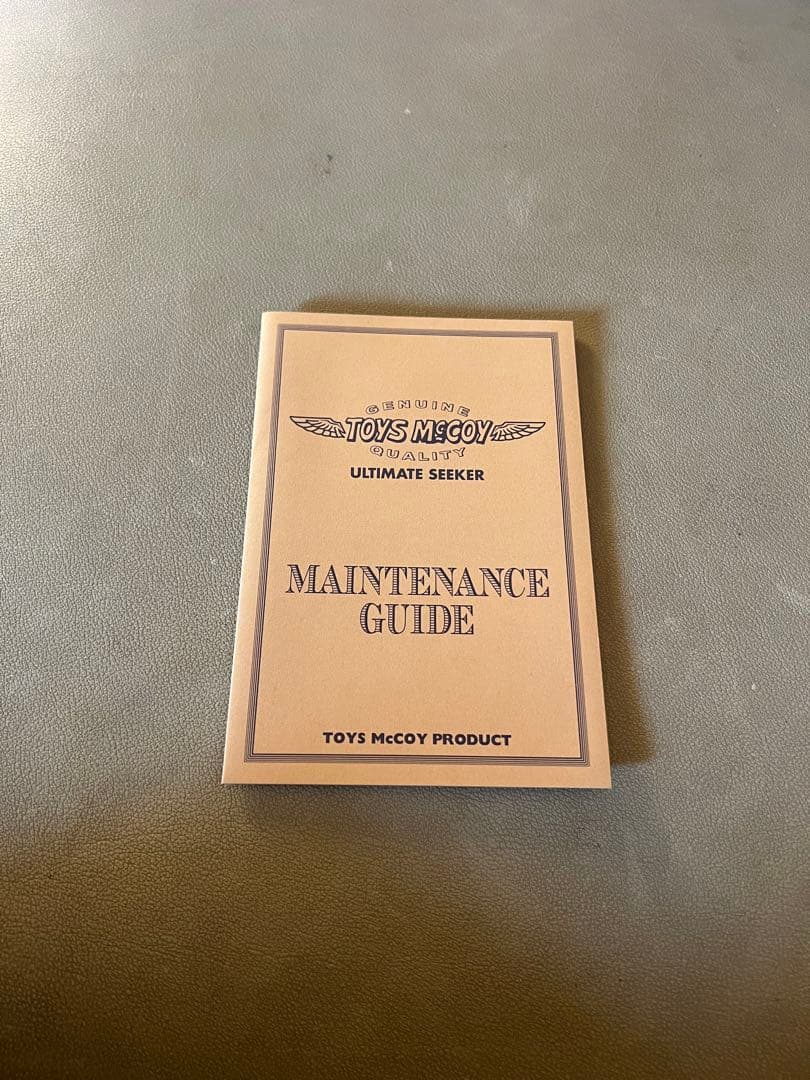 GENUINE
TOYS McCOY
QUALITY
ULTIMATE SEEKER
MAINTENANCE
GUIDE
TOYS McCOY PRODUCT